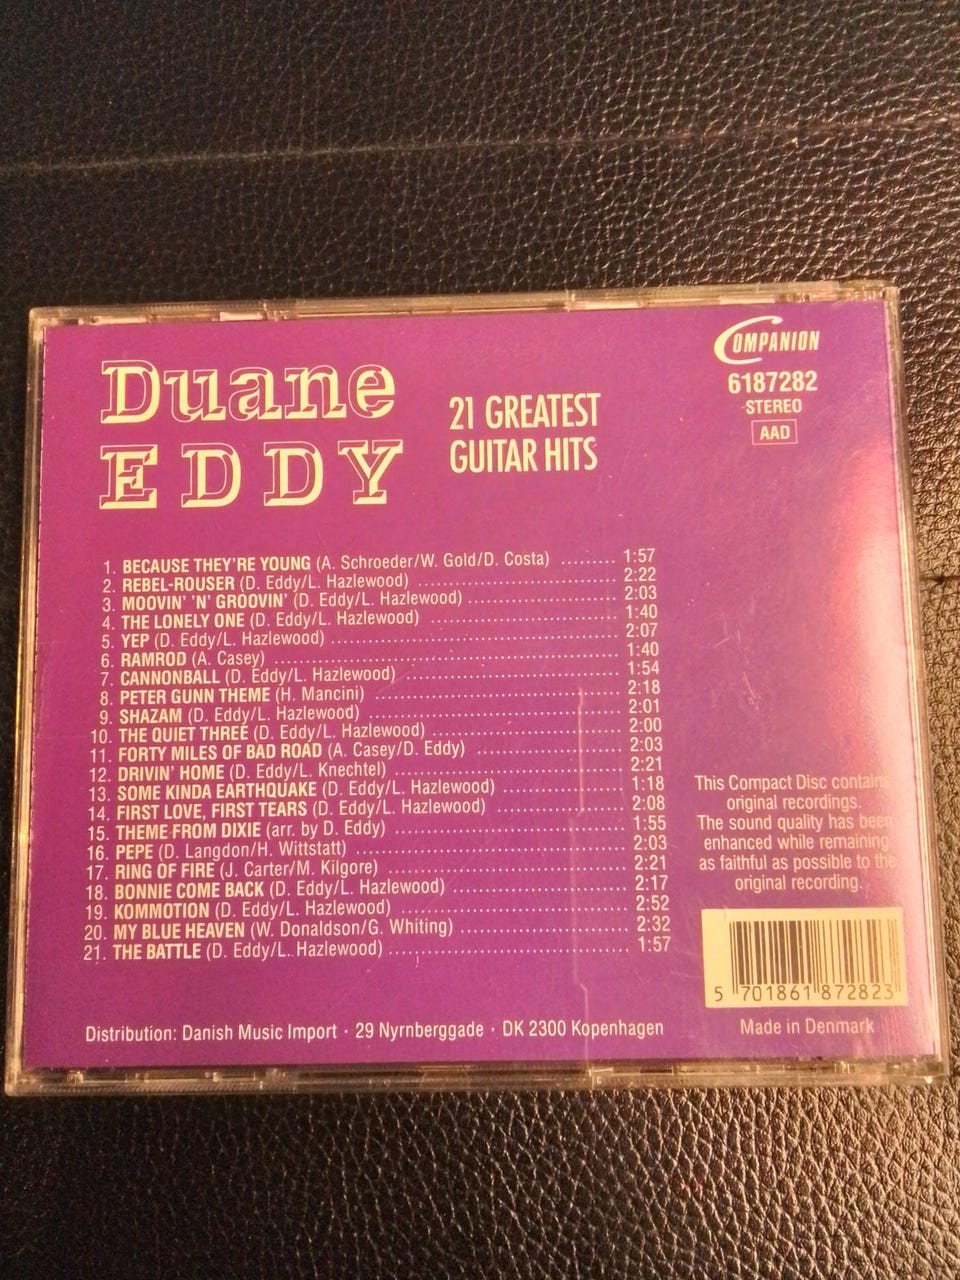 Duane
EDDY
21 GREATEST
GUITAR HITS
COMPANION
6187282
STEREO
AAD
1. BECAUSE THEY'RE YOUNG (A. Schroeder/W. Gold/D. Costa) ........ 1:57
2. REBEL-ROUSER (D. Eddy/L. Hazlewood) ........ 2:22
3. MOOVIN' 'N' GROOVIN' (D. Eddy/L. Hazlewood) ........ 2:03
4. THE LONELY ONE (D. Eddy/L. Hazlewood) ........ 1:40
5. YEP (D. Eddy/L. Hazlewood) ........ 2:07
6. RAMROD (A. Casey) ........ 1:40
7. CANNONBALL (D. Eddy/L. Hazlewood) ........ 1:54
8. PETER GUNN THEME (H. Mancini) ........ 2:18
9. SHAZAM (D. Eddy/L. Hazlewood) ........ 2:01
10. THE QUIET THREE (D. Eddy/L. Hazlewood) ........ 2:00
11. FORTY MILES OF BAD ROAD (A. Casey/D. Eddy) ........ 2:03
12. DRIVIN' HOME (D. Eddy/L. Knechtel) ........ 2:21
13. SOME KINDA EARTHQUAKE (D. Eddy/L. Hazlewood) ........ 1:18
14. FIRST LOVE, FIRST TEARS (D. Eddy/L. Hazlewood) ........ 2:08
15. THEME FROM DIXIE (arr. by D. Eddy) ........ 1:55
16. PEPE (D. Langdon/H. Wittstatt) ........ 2:03
17. RING OF FIRE (J. Carter/M. Kilgore) ........ 2:21
18. BONNIE COME BACK (D. Eddy/L. Hazlewood) ........ 2:17
19. KOMMOTION (D. Eddy/L. Hazlewood) ........ 2:52
20. MY BLUE HEAVEN (W. Donaldson/G. Whiting) ........ 2:32
21. THE BATTLE (D. Eddy/L. Hazlewood) ........ 1:57
This Compact Disc contains
original recordings.
The sound quality has been
enhanced while remaining
as faithful as possible to the
original recording.
5 701861 872823
Distribution: Danish Music Import · 29 Nyrnberggade · DK 2300 Kopenhagen
Made in Denmark